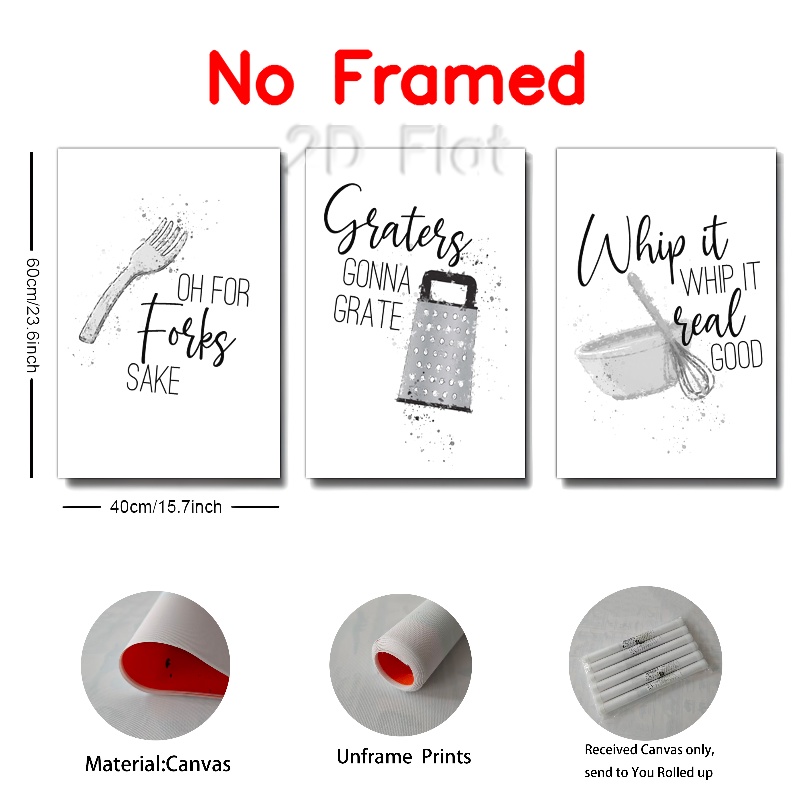 No Framed
2D Flat
60cm/23.6inch
OH FOR
Forks
SAKE
Graters
GONNA
GRATE
Whip it
WHIP IT
real
GOOD
40cm/15.7inch
Material:Canvas
Unframe Prints
Received Canvas only,
send to You Rolled up